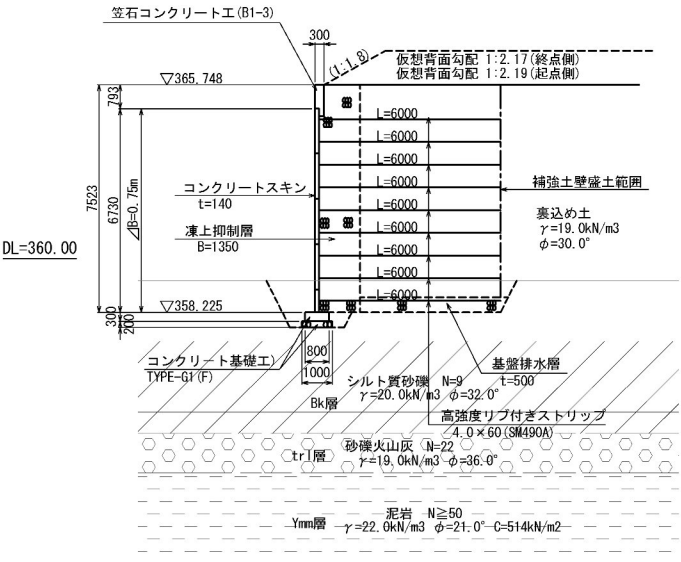 笠石コンクリート工(B1-3)
300
(1:1.8)
仮想背面勾配 1:2.17(終点側)
仮想背面勾配 1:2.19(起点側)
▽365.748
793
L=6000
L=6000
L=6000
L=6000
L=6000
L=6000
L=6000
L=6000
L=6000
7523
6730
⊿B=0.75m
コンクリートスキン
t=140
凍上抑制層
B=1350
補強土壁盛土範囲
裏込め土
γ=19.0kN/m3
φ=30.0°
DL=360.00
▽358.225
300
200
コンクリート基礎工)
TYPE-G1(F)
800
1000
基盤排水層
t=500
シルト質砂礫 N=9
γ=20.0kN/m3 φ=32.0°
Bk層
高強度リブ付きストリップ
4.0×60(SM490A)
砂礫火山灰 N=22
trl層
γ=19.0kN/m3 φ=36.0°
泥岩 N≧50
Ymm層
γ=22.0kN/m3 φ=21.0° C=514kN/m2